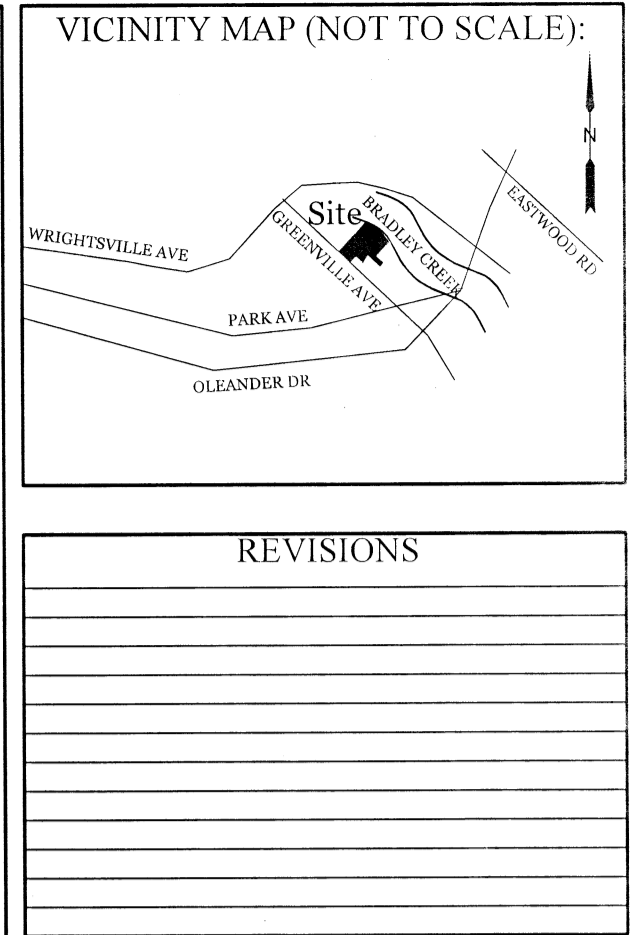 VICINITY MAP (NOT TO SCALE):
N
EASTWOOD RD
Site
BRADLEY CREEK
GREENVILLE AVE
WRIGHTSVILLE AVE
PARK AVE
OLEANDER DR
REVISIONS